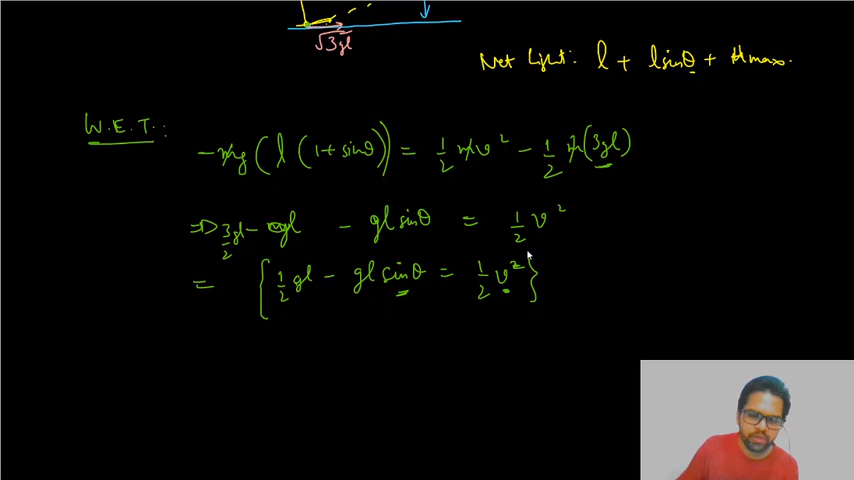 √3gl
Net hight: l + l sinθ + Hmax.
W.E.T.:
-mg(l(1+sinθ)) = 1/2 mv² - 1/2 m(3gl)
⇒ 3/2 gl - gl - gl sinθ = 1/2 v²
= {1/2 gl - gl sinθ = 1/2 v²}